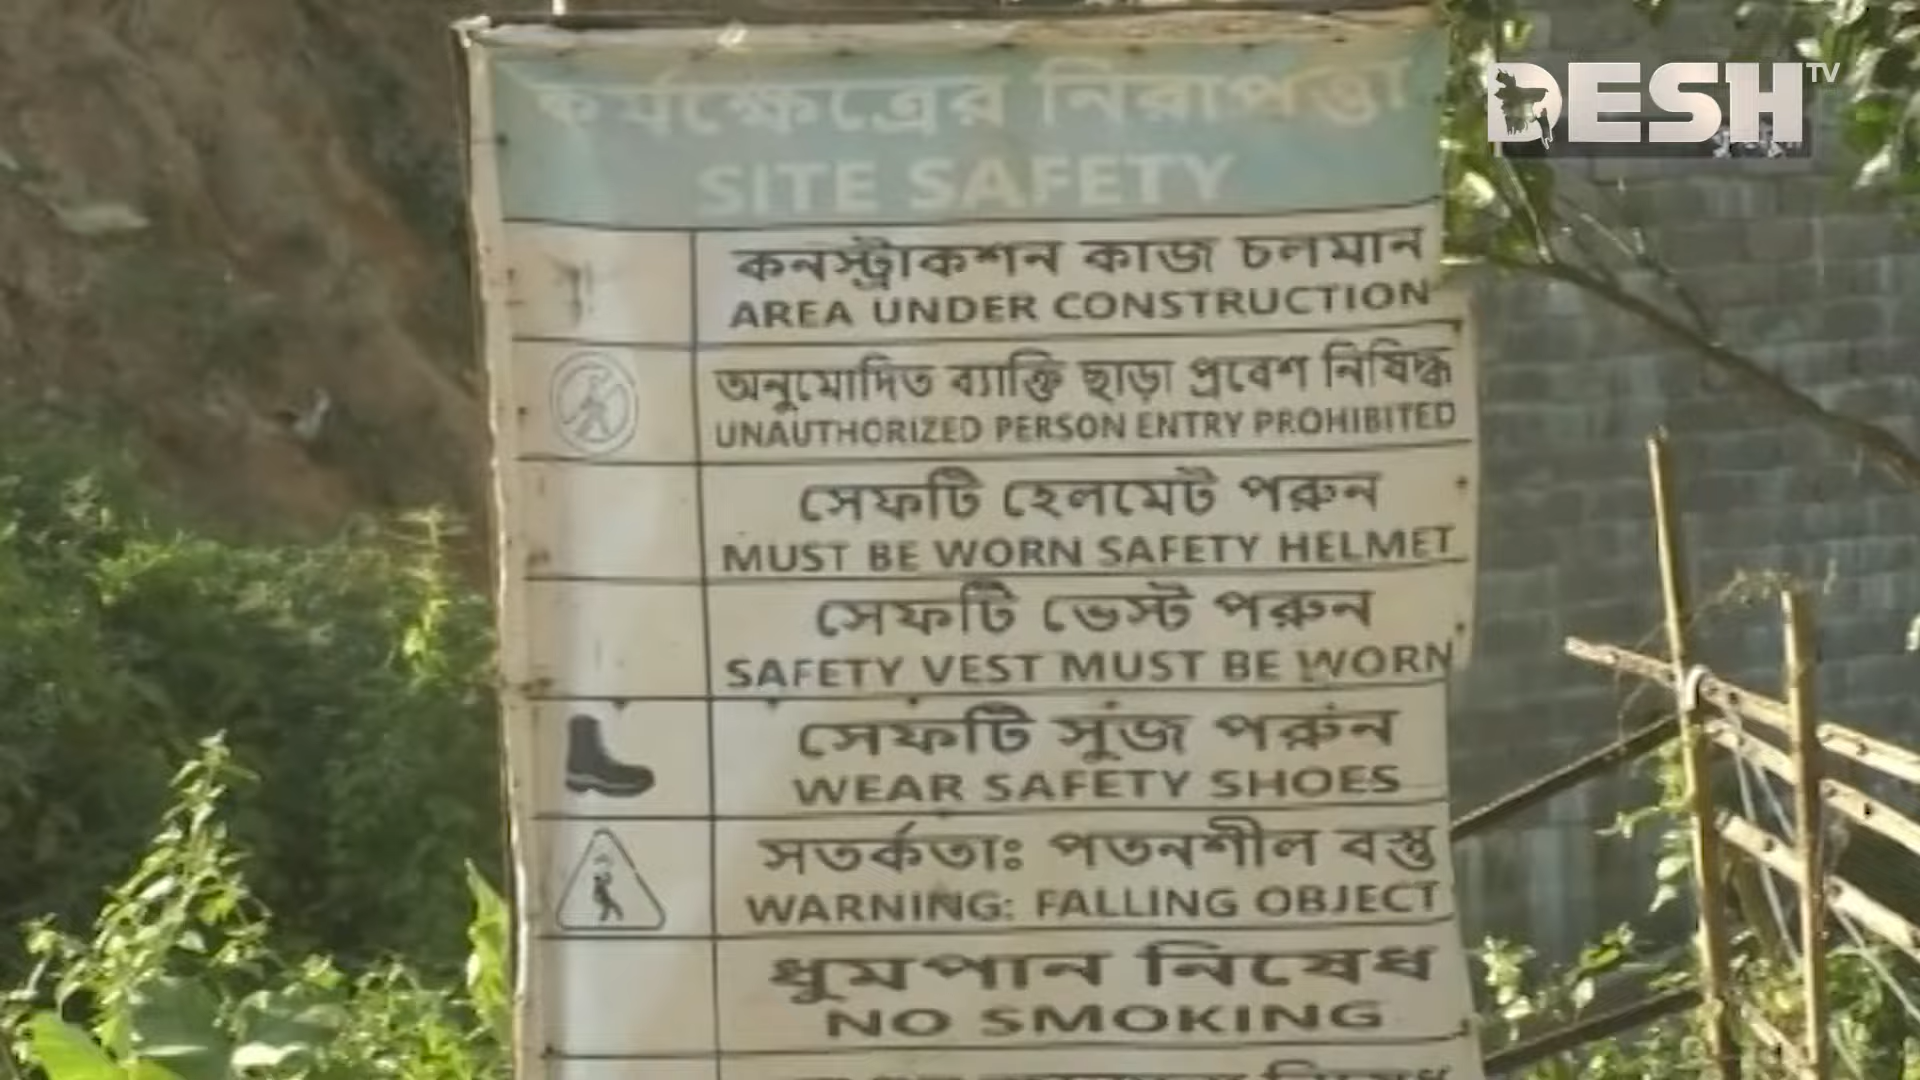 কর্মক্ষেত্রের নিরাপত্তা
SITE SAFETY
কনস্ট্রাকশন কাজ চলমান
AREA UNDER CONSTRUCTION
অনুমোদিত ব্যাক্তি ছাড়া প্রবেশ নিষিদ্ধ
UNAUTHORIZED PERSON ENTRY PROHIBITED
সেফটি হেলমেট পরুন
MUST BE WORN SAFETY HELMET
সেফটি ভেস্ট পরুন
SAFETY VEST MUST BE WORN
সেফটি সুজ পরুন
WEAR SAFETY SHOES
সতর্কতাঃ পতনশীল বস্তু
WARNING: FALLING OBJECT
ধুমপান নিষেধ
NO SMOKING
নিষেধ
DESH TV